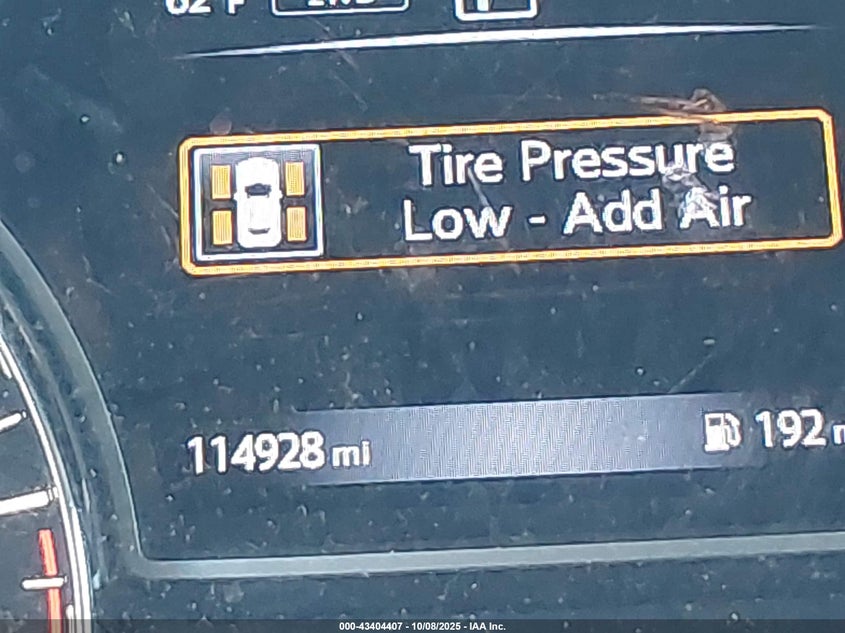 Tire Pressure
Low - Add Air
114928 mi
192
000-43404407 - 10/08/2025 - IAA Inc.